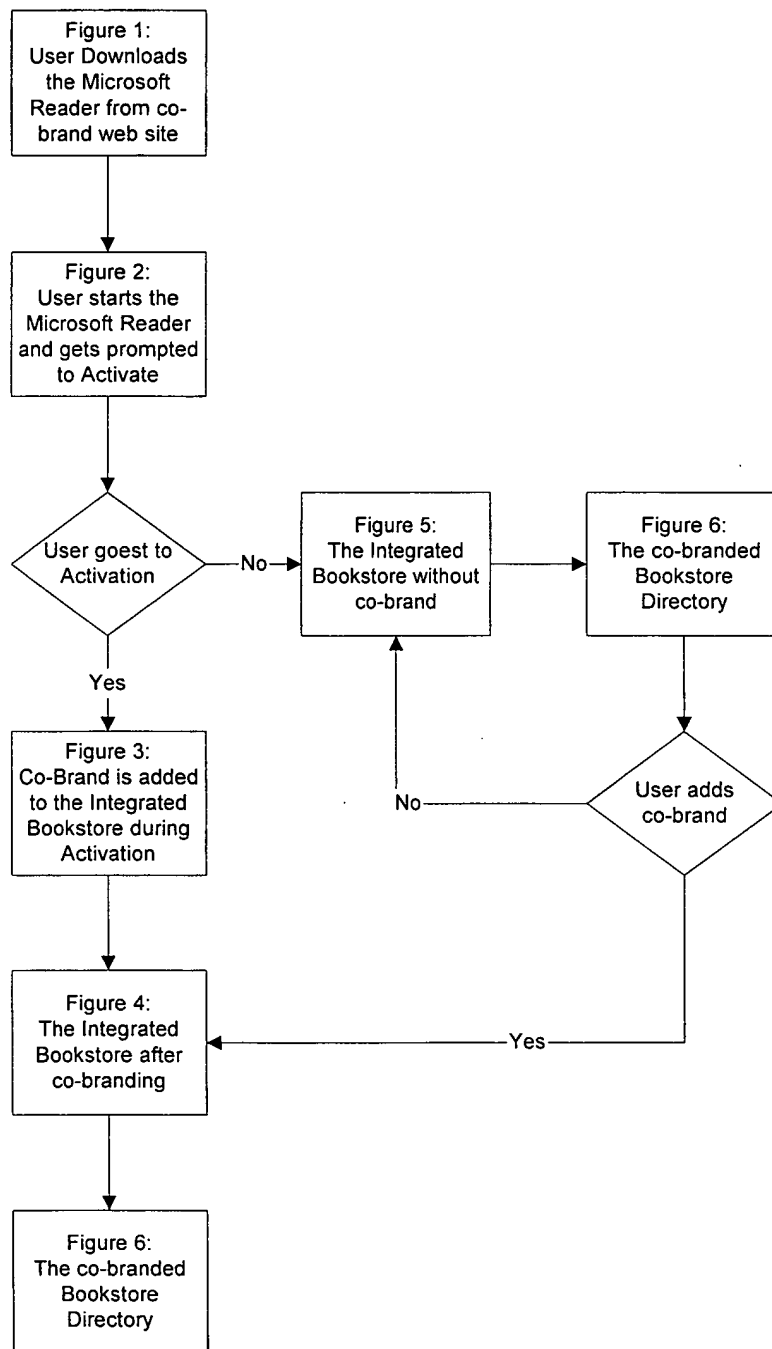 Figure 1:
User Downloads
the Microsoft
Reader from co-
brand web site
Figure 2:
User starts the
Microsoft Reader
and gets prompted
to Activate
User goest to
Activation
No
Figure 5:
The Integrated
Bookstore without
co-brand
Figure 6:
The co-branded
Bookstore
Directory
Yes
Figure 3:
Co-Brand is added
to the Integrated
Bookstore during
Activation
No
User adds
co-brand
Figure 4:
The Integrated
Bookstore after
co-branding
Yes
Figure 6:
The co-branded
Bookstore
Directory